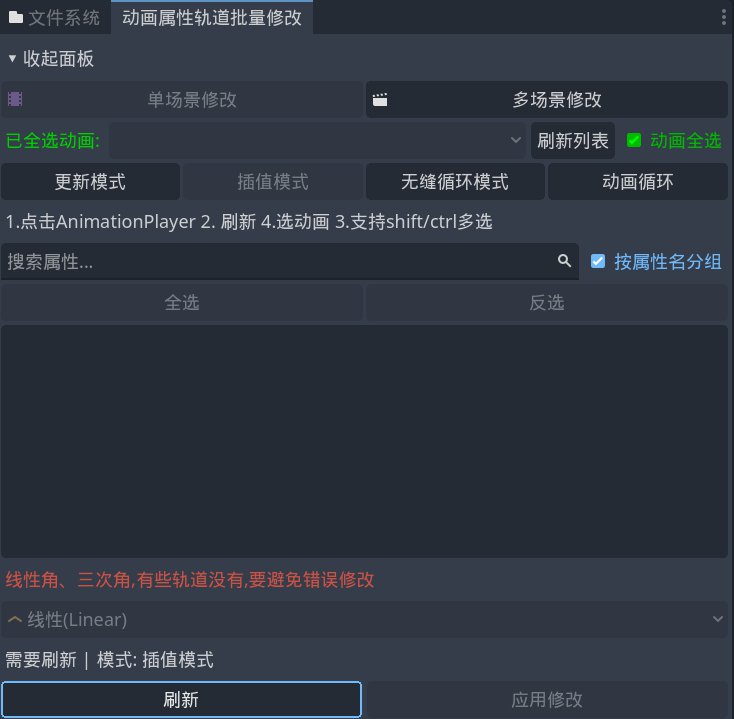 文件系统 动画属性轨道批量修改
收起面板
单场景修改 多场景修改
已全选动画: 刷新列表 动画全选
更新模式 插值模式 无缝循环模式 动画循环
1.点击AnimationPlayer 2. 刷新 4.选动画 3.支持shift/ctrl多选
搜索属性... 按属性名分组
全选 反选
线性角、三次角,有些轨道没有,要避免错误修改
线性(Linear)
需要刷新 | 模式: 插值模式
刷新 应用修改